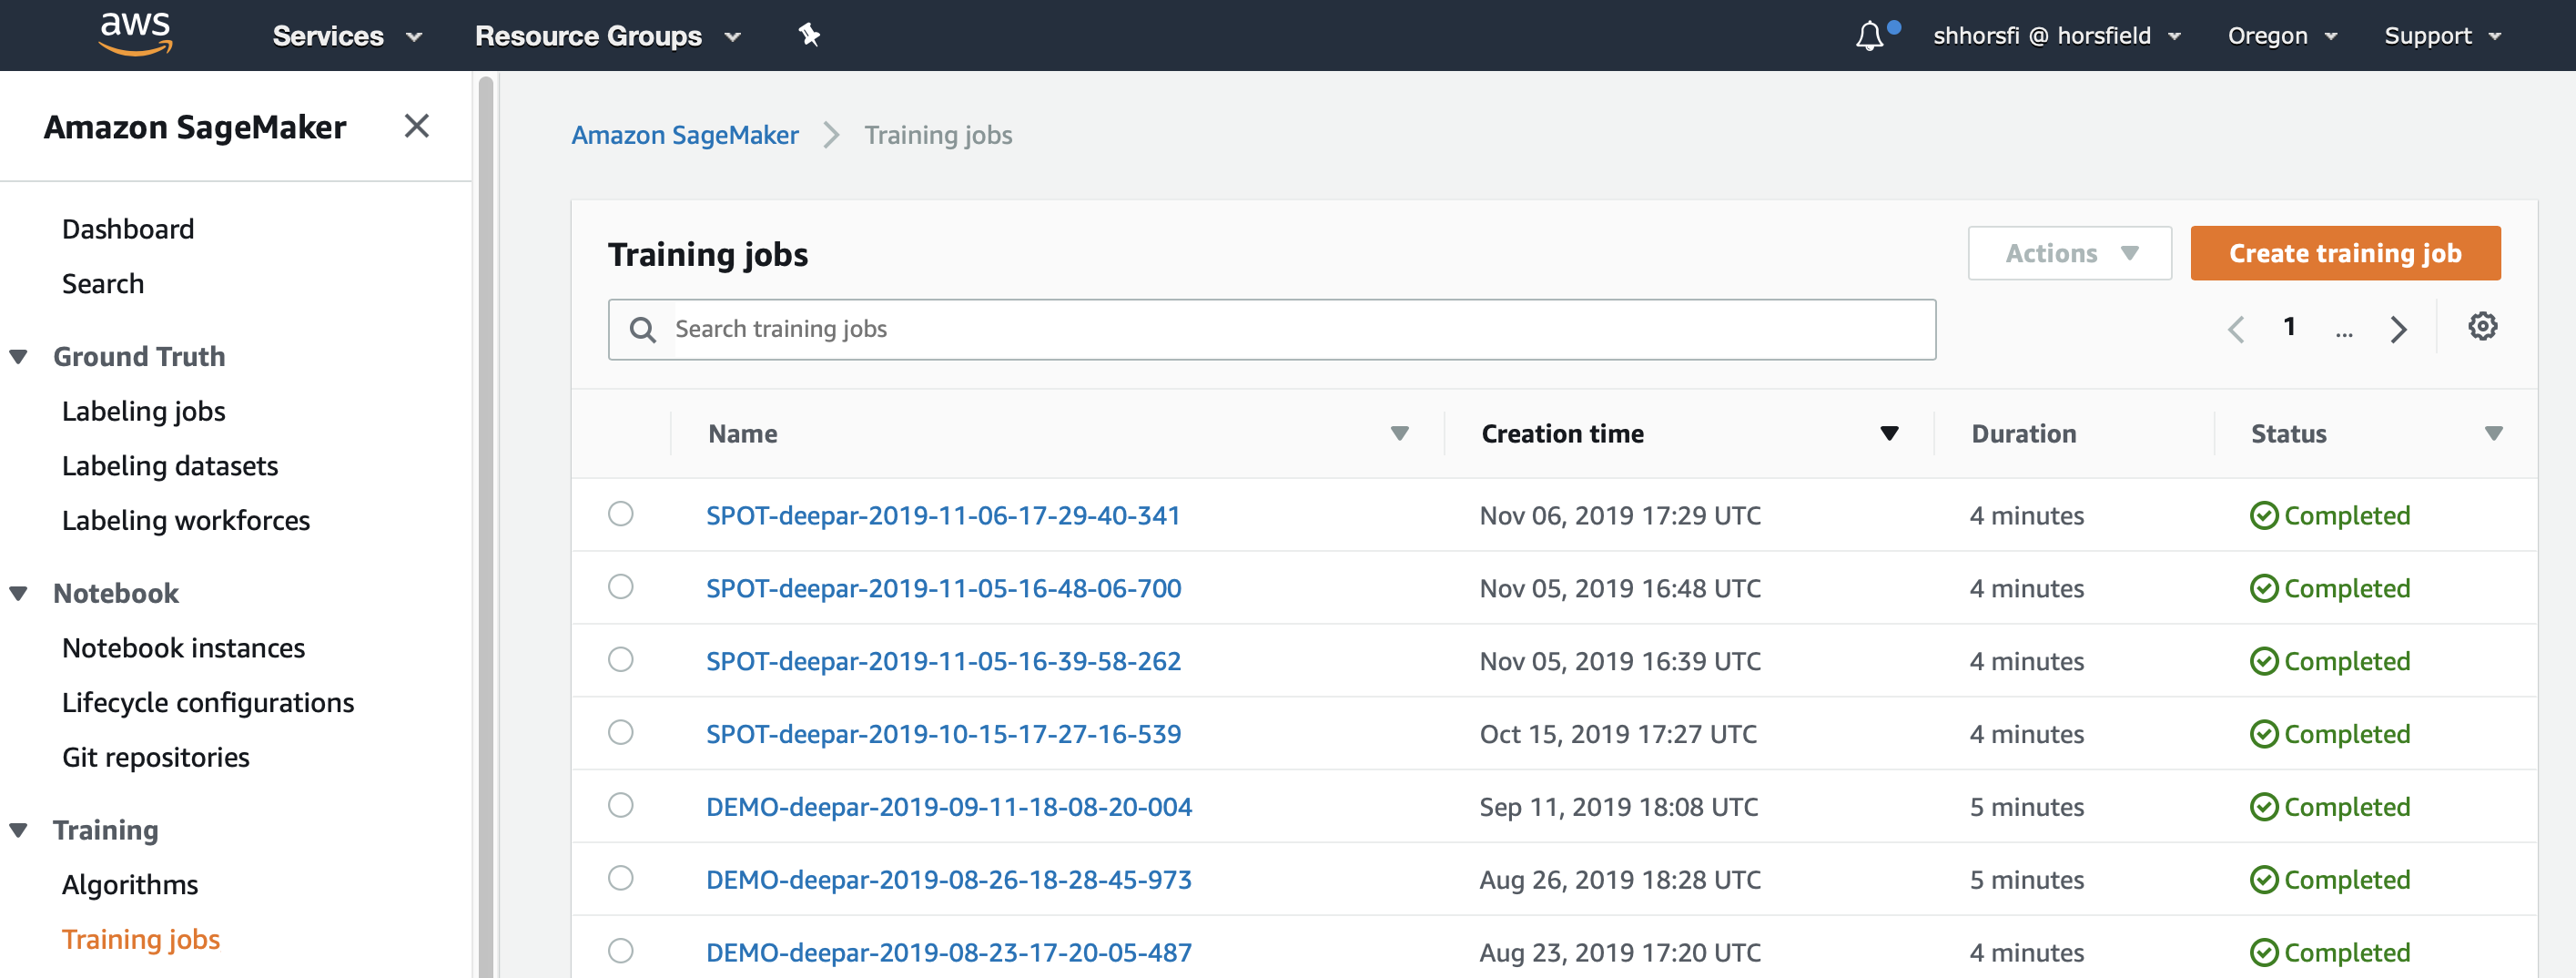 aws Services Resource Groups shhorsfi @ horsfield Oregon Support
Amazon SageMaker
Dashboard
Search
Ground Truth
Labeling jobs
Labeling datasets
Labeling workforces
Notebook
Notebook instances
Lifecycle configurations
Git repositories
Training
Algorithms
Training jobs
Amazon SageMaker Training jobs
Training jobs Actions Create training job
Search training jobs 1 ...
Name Creation time Duration Status
SPOT-deepar-2019-11-06-17-29-40-341 Nov 06, 2019 17:29 UTC 4 minutes Completed
SPOT-deepar-2019-11-05-16-48-06-700 Nov 05, 2019 16:48 UTC 4 minutes Completed
SPOT-deepar-2019-11-05-16-39-58-262 Nov 05, 2019 16:39 UTC 4 minutes Completed
SPOT-deepar-2019-10-15-17-27-16-539 Oct 15, 2019 17:27 UTC 4 minutes Completed
DEMO-deepar-2019-09-11-18-08-20-004 Sep 11, 2019 18:08 UTC 5 minutes Completed
DEMO-deepar-2019-08-26-18-28-45-973 Aug 26, 2019 18:28 UTC 5 minutes Completed
DEMO-deepar-2019-08-23-17-20-05-487 Aug 23, 2019 17:20 UTC 4 minutes Completed